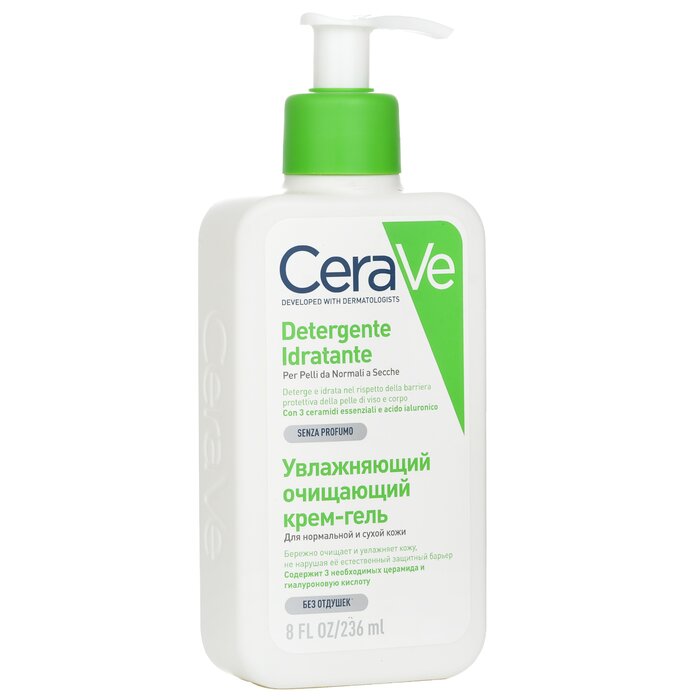 CeraVe
DEVELOPED WITH DERMATOLOGISTS
Detergente
Idratante
Per Pelli da Normali a Secche
Deterge e idrata nel rispetto della barriera
protettiva della pelle di viso e corpo
Con 3 ceramidi essenziali e acido ialuronico
SENZA PROFUMO
Увлажняющий
очищающий
крем-гель
Для нормальной и сухой кожи
Бережно очищает и увлажняет кожу,
не нарушая её естественный защитный барьер
Содержит 3 необходимых церамида и
гиалуроновую кислоту
БЕЗ ОТДУШЕК
8 FL OZ/236 ml
CeraVe